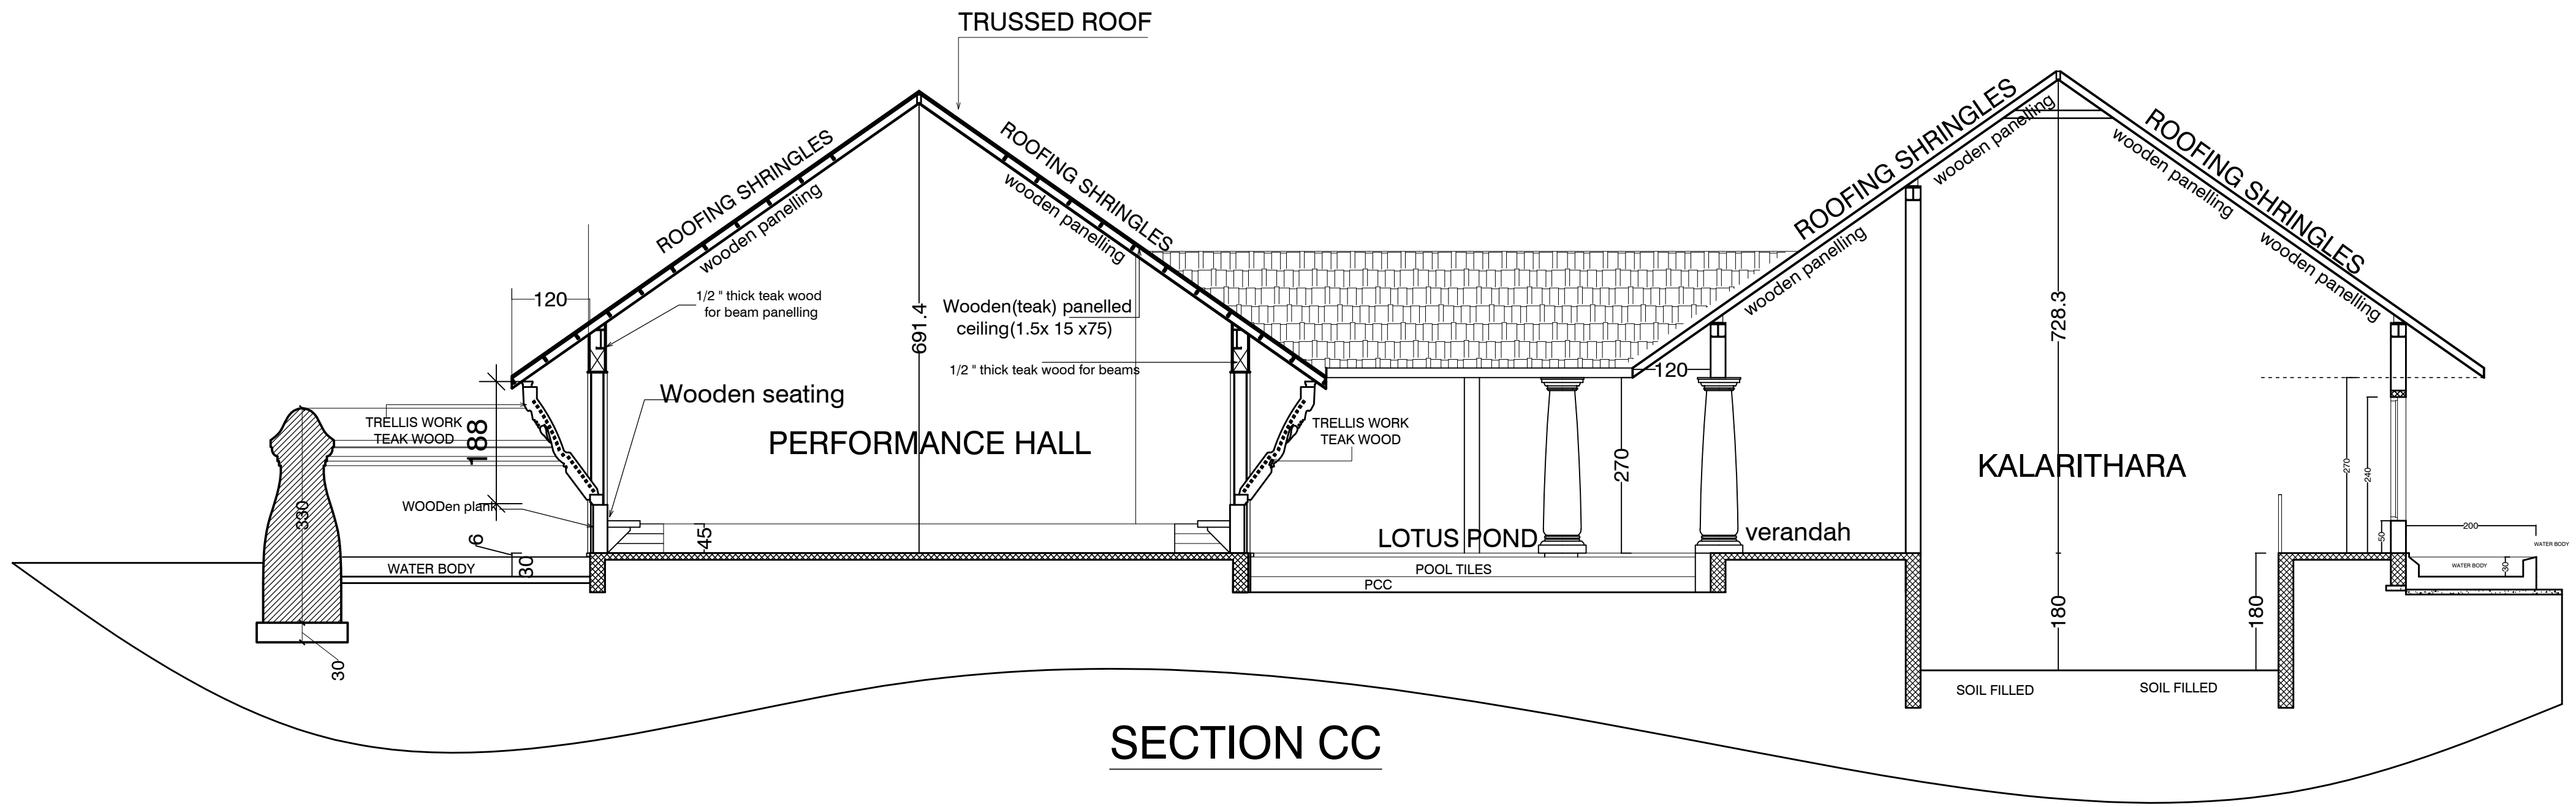 TRUSSED ROOF
ROOFING SHRINGLES
wooden panelling
ROOFING SHRINGLES
wooden panelling
ROOFING SHRINGLES
wooden panelling
wooden panelling
ROOFING SHRINGLES
wooden panelling
wooden panelling
120
1/2 " thick teak wood
for beam panelling
691.4
Wooden(teak) panelled
ceiling(1.5x 15 x75)
1/2 " thick teak wood for beams
728.3
120
Wooden seating
TRELLIS WORK
TEAK WOOD
188
PERFORMANCE HALL
TRELLIS WORK
TEAK WOOD
270
KALARITHARA
270
240
330
WOODen plank
6
30
45
LOTUS POND
verandah
50
200
WATER BODY
WATER BODY
30
WATER BODY
POOL TILES
PCC
180
180
30
SOIL FILLED
SOIL FILLED
SECTION CC